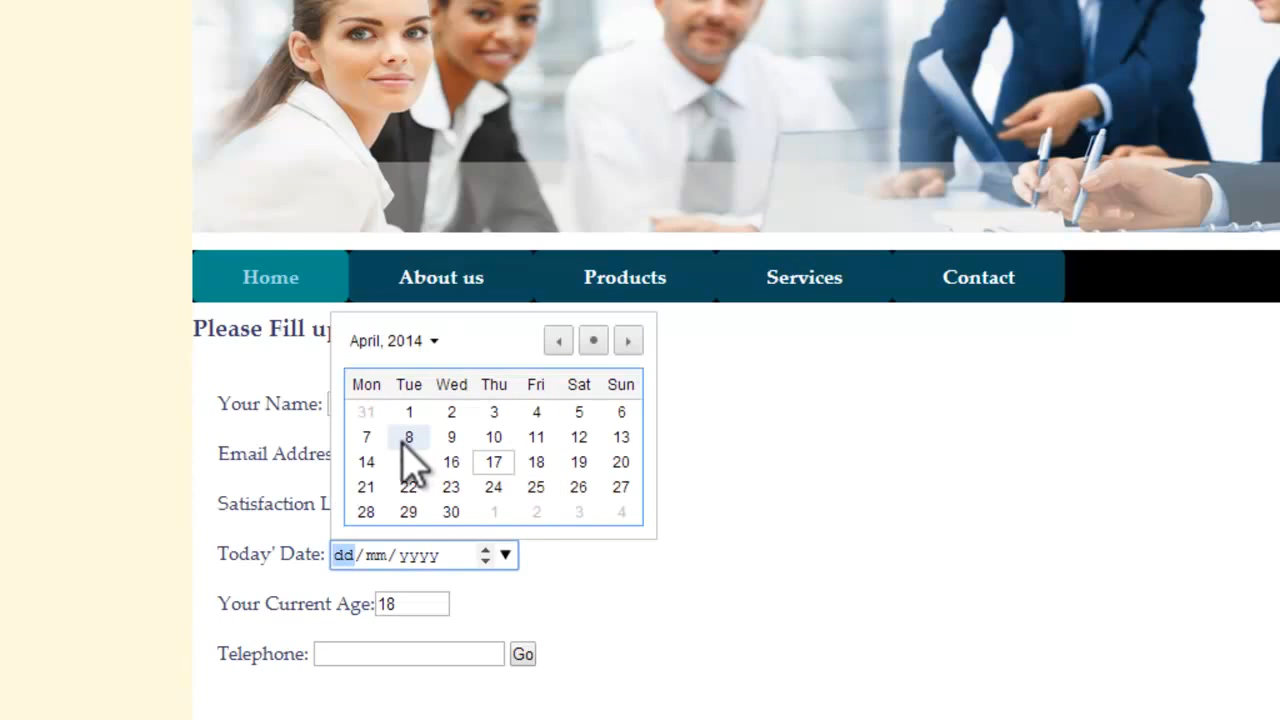 Home About us Products Services Contact
Please Fill up
April, 2014
Mon Tue Wed Thu Fri Sat Sun
31 1 2 3 4 5 6
7 8 9 10 11 12 13
14 16 17 18 19 20
21 22 23 24 25 26 27
28 29 30 1 2 3 4
Your Name:
Email Addres
Satisfaction L
Today' Date: dd/mm/yyyy
Your Current Age: 18
Telephone: Go